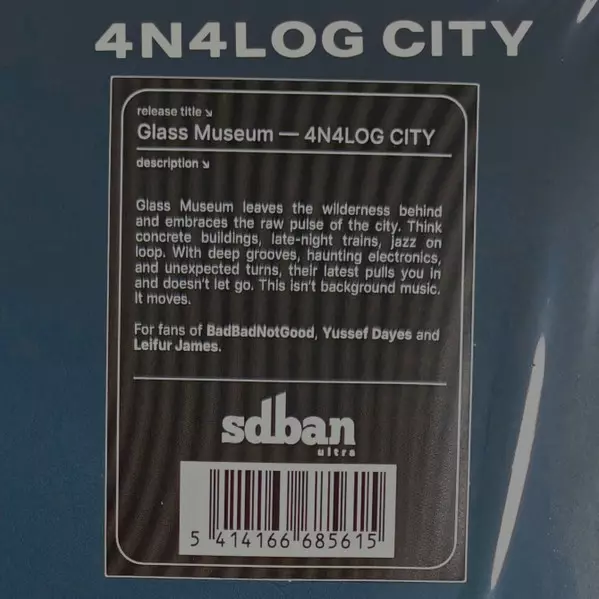 4N4LOG CITY
release title ↘
Glass Museum — 4N4LOG CITY
description ↘
Glass Museum leaves the wilderness behind
and embraces the raw pulse of the city. Think
concrete buildings, late-night trains, jazz on
loop. With deep grooves, haunting electronics,
and unexpected turns, their latest pulls you in
and doesn't let go. This isn't background music.
It moves.
For fans of BadBadNotGood, Yussef Dayes and
Leifur James.
sdban
ultra
5 414166 685615